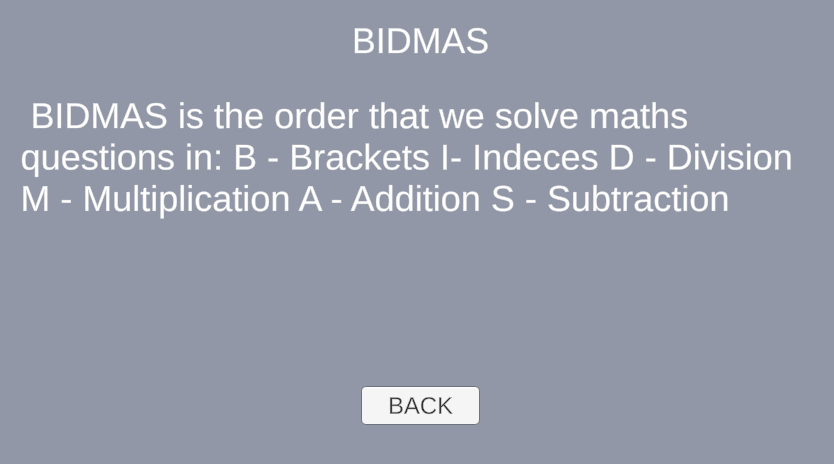 BIDMAS
BIDMAS is the order that we solve maths
questions in: B - Brackets I- Indeces D - Division
M - Multiplication A - Addition S - Subtraction
BACK